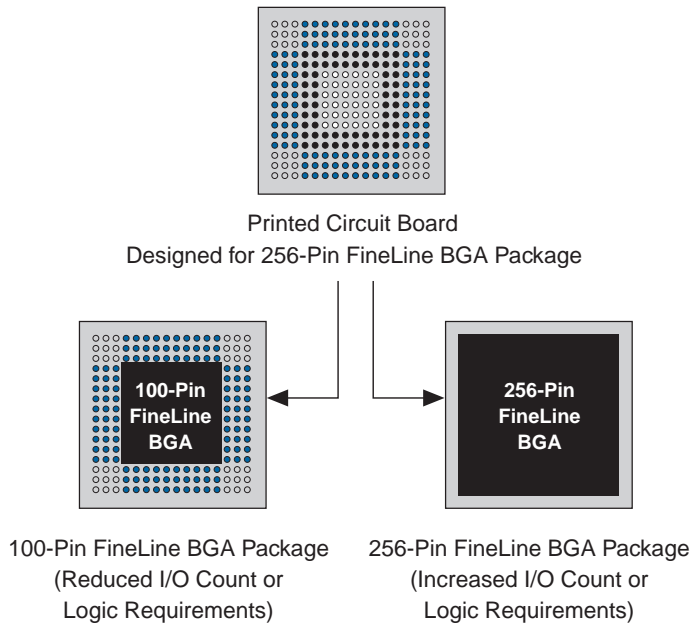 Printed Circuit Board
Designed for 256-Pin FineLine BGA Package
100-Pin
FineLine
BGA
256-Pin
FineLine
BGA
100-Pin FineLine BGA Package
(Reduced I/O Count or
Logic Requirements)
256-Pin FineLine BGA Package
(Increased I/O Count or
Logic Requirements)